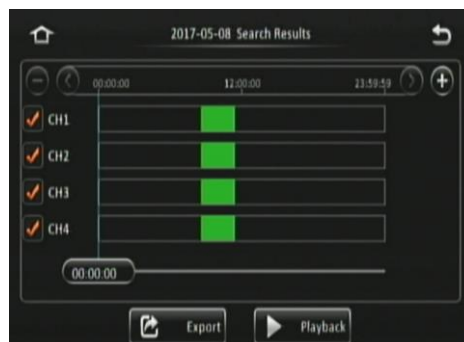 2017-05-08 Search Results
00:00:00 12:00:00 23:59:59
CH1
CH2
CH3
CH4
00:00:00
Export Playback